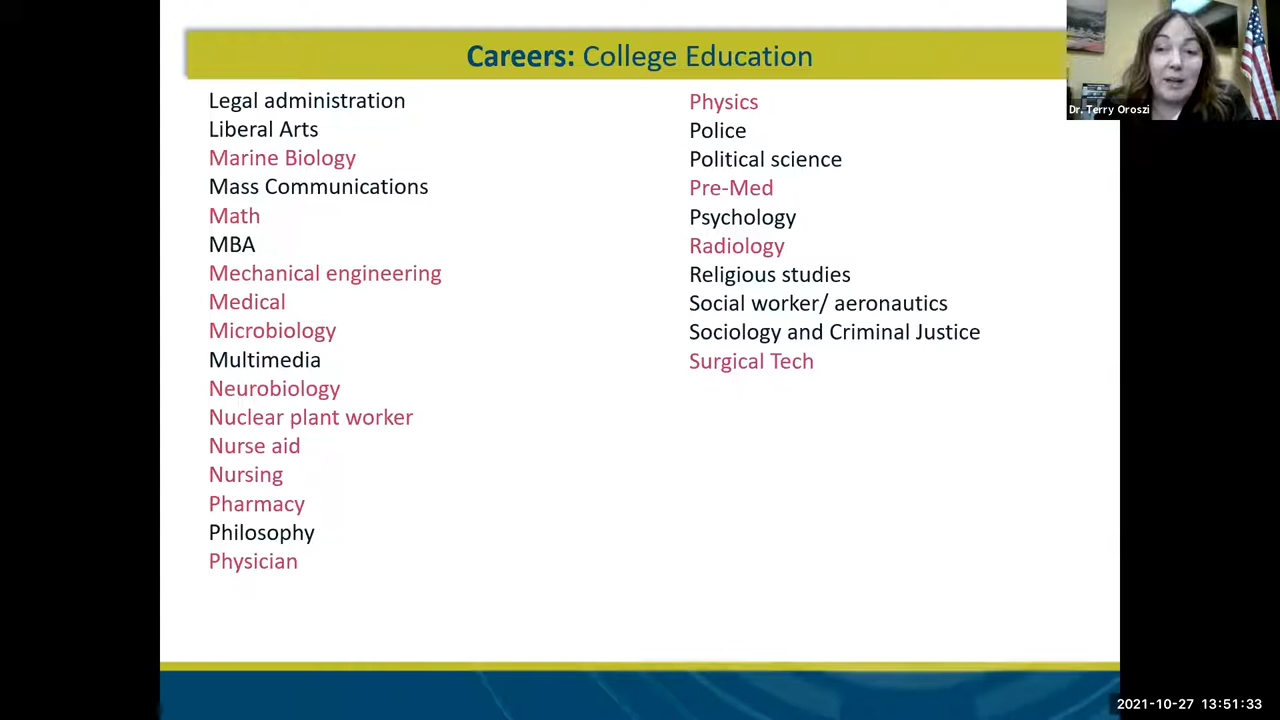 Careers: College Education
Legal administration
Liberal Arts
Marine Biology
Mass Communications
Math
MBA
Mechanical engineering
Medical
Microbiology
Multimedia
Neurobiology
Nuclear plant worker
Nurse aid
Nursing
Pharmacy
Philosophy
Physician
Physics
Police
Political science
Pre-Med
Psychology
Radiology
Religious studies
Social worker/ aeronautics
Sociology and Criminal Justice
Surgical Tech
Dr. Terry Oroszi
2021-10-27 13:51:33